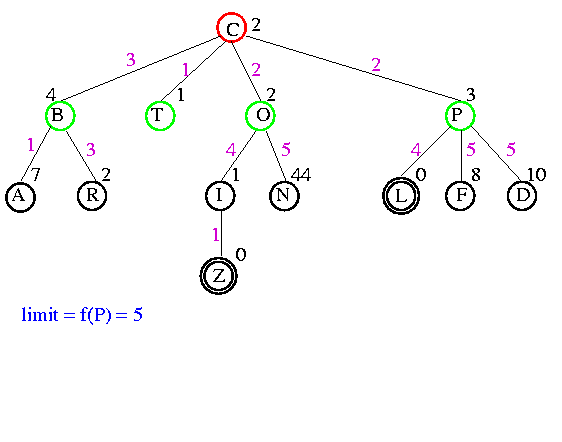 C 2
3 1 2 2
4 1 2 3
B T O P
1 3 4 5 4 5 5
7 2 1 44 0 8 10
A R I N L F D
1
0
Z
limit = f(P) = 5